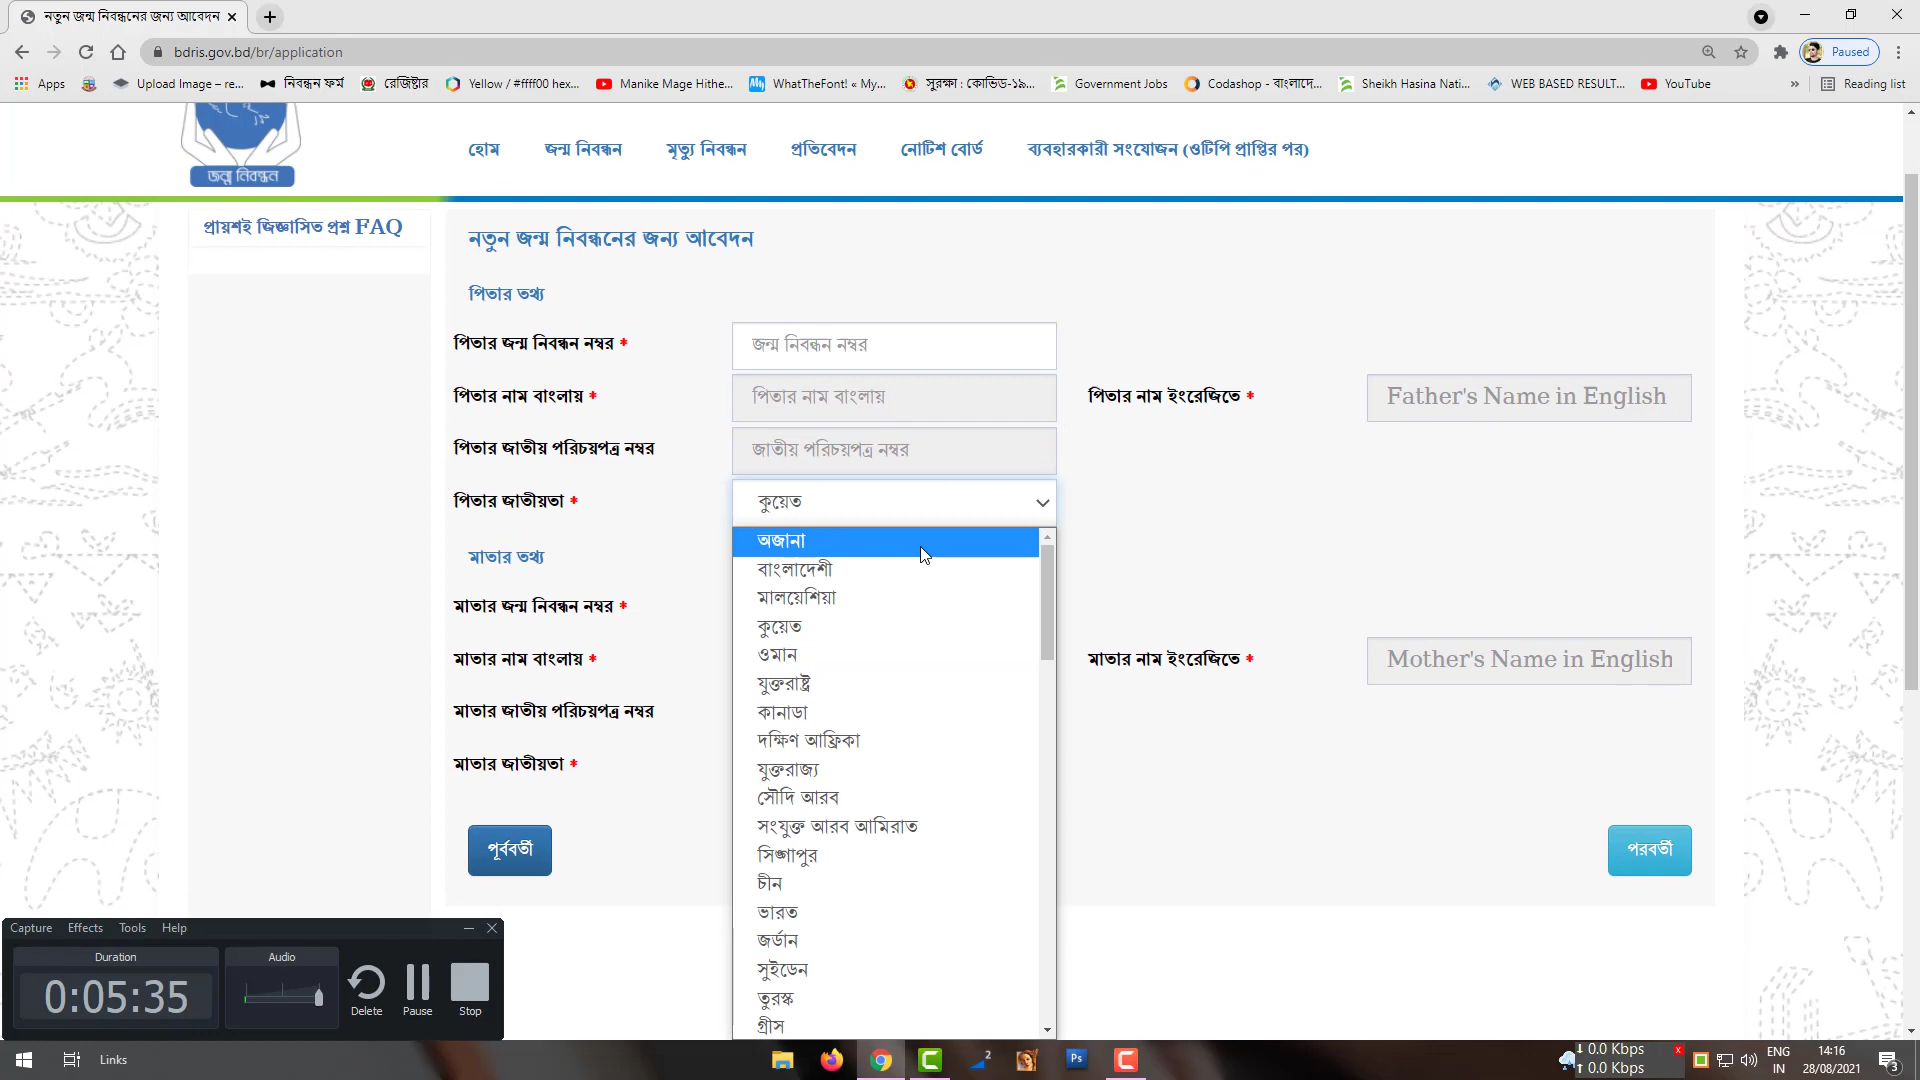 নতুন জন্ম নিবন্ধনের জন্য আবেদন
bdris.gov.bd/br/application
Paused
Apps
Upload Image – re...
নিবন্ধন ফর্ম
রেজিষ্টার
Yellow / #ffff00 hex...
Manike Mage Hithe...
WhatTheFont! « My...
সুরক্ষা : কোভিড-১৯...
Government Jobs
Codashop - বাংলাদে...
Sheikh Hasina Nati...
WEB BASED RESULT...
YouTube
»
Reading list
জন্ম নিবন্ধন
হোম
জন্ম নিবন্ধন
মৃত্যু নিবন্ধন
প্রতিবেদন
নোটিশ বোর্ড
ব্যবহারকারী সংযোজন (ওটিপি প্রাপ্তির পর)
প্রায়শই জিজ্ঞাসিত প্রশ্ন FAQ
নতুন জন্ম নিবন্ধনের জন্য আবেদন
পিতার তথ্য
পিতার জন্ম নিবন্ধন নম্বর *
জন্ম নিবন্ধন নম্বর
পিতার নাম বাংলায় *
পিতার নাম বাংলায়
পিতার নাম ইংরেজিতে *
Father's Name in English
পিতার জাতীয় পরিচয়পত্র নম্বর
জাতীয় পরিচয়পত্র নম্বর
পিতার জাতীয়তা *
কুয়েত
অজানা
বাংলাদেশী
মালয়েশিয়া
কুয়েত
ওমান
যুক্তরাষ্ট্র
কানাডা
দক্ষিণ আফ্রিকা
যুক্তরাজ্য
সৌদি আরব
সংযুক্ত আরব আমিরাত
সিঙ্গাপুর
চীন
ভারত
জর্ডান
সুইডেন
তুরস্ক
গ্রীস
মাতার তথ্য
মাতার জন্ম নিবন্ধন নম্বর *
মাতার নাম বাংলায় *
মাতার নাম ইংরেজিতে *
Mother's Name in English
মাতার জাতীয় পরিচয়পত্র নম্বর
মাতার জাতীয়তা *
পূর্ববর্তী
পরবর্তী
Capture Effects Tools Help
Duration
Audio
0:05:35
Delete
Pause
Stop
Links
2
Ps
0.0 Kbps
0.0 Kbps
x
ENG
IN
14:16
28/08/2021
3